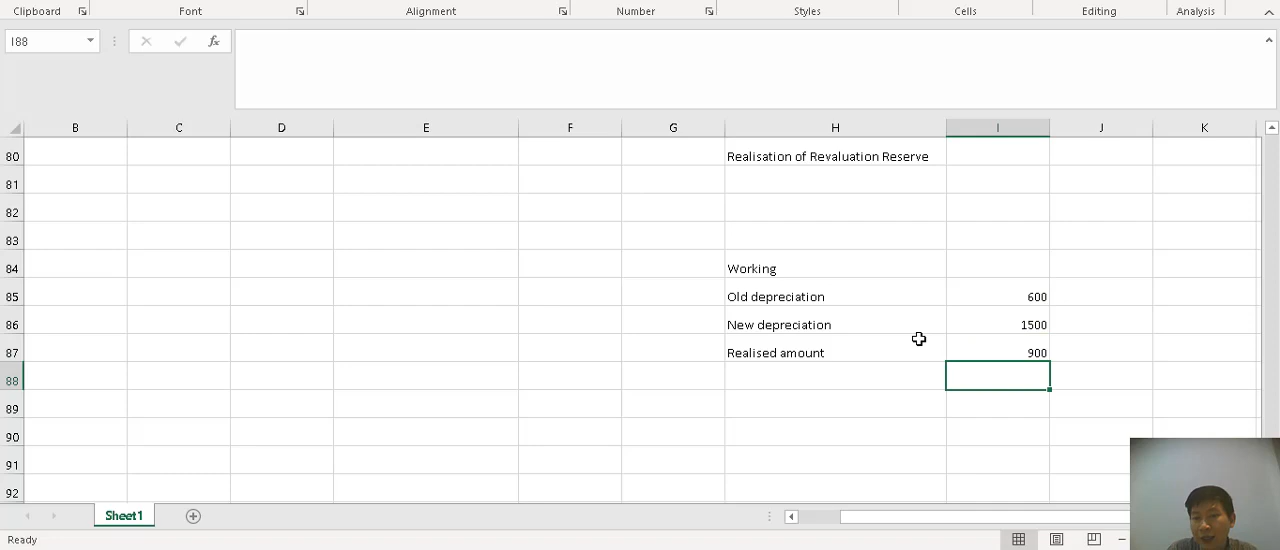 Clipboard Font Alignment Number Styles Cells Editing Analysis
I88 fx
B C D E F G H I J K
80 Realisation of Revaluation Reserve
81
82
83
84 Working
85 Old depreciation 600
86 New depreciation 1500
87 Realised amount 900
88
89
90
91
92
Sheet1
Ready